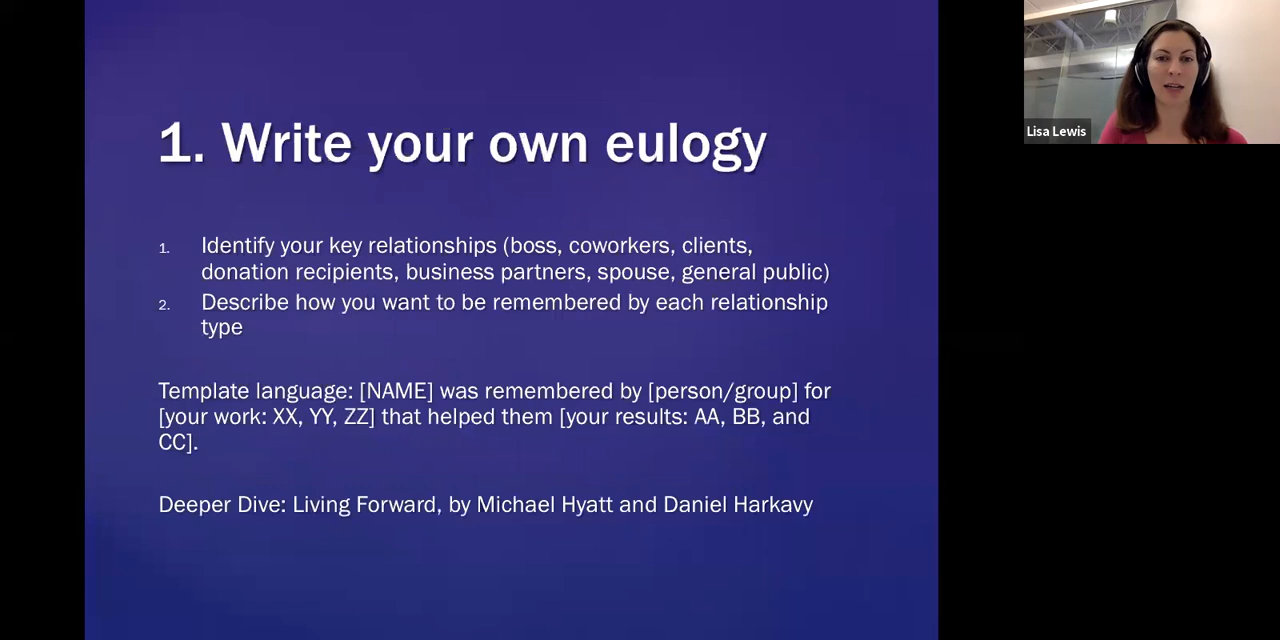 1. Write your own eulogy
1. Identify your key relationships (boss, coworkers, clients,
donation recipients, business partners, spouse, general public)
2. Describe how you want to be remembered by each relationship
type
Template language: [NAME] was remembered by [person/group] for
[your work: XX, YY, ZZ] that helped them [your results: AA, BB, and
CC].
Deeper Dive: Living Forward, by Michael Hyatt and Daniel Harkavy
Lisa Lewis